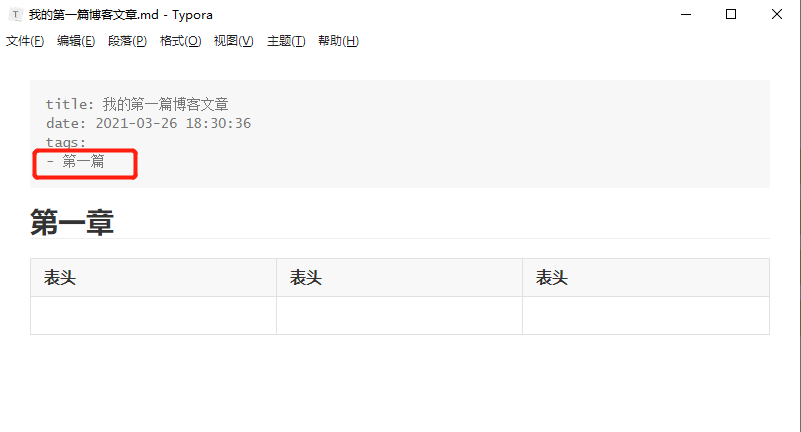 我的第一篇博客文章.md - Typora
文件(F) 编辑(E) 段落(P) 格式(O) 视图(V) 主题(T) 帮助(H)
title: 我的第一篇博客文章
date: 2021-03-26 18:30:36
tags:
- 第一篇
第一章
表头 表头 表头